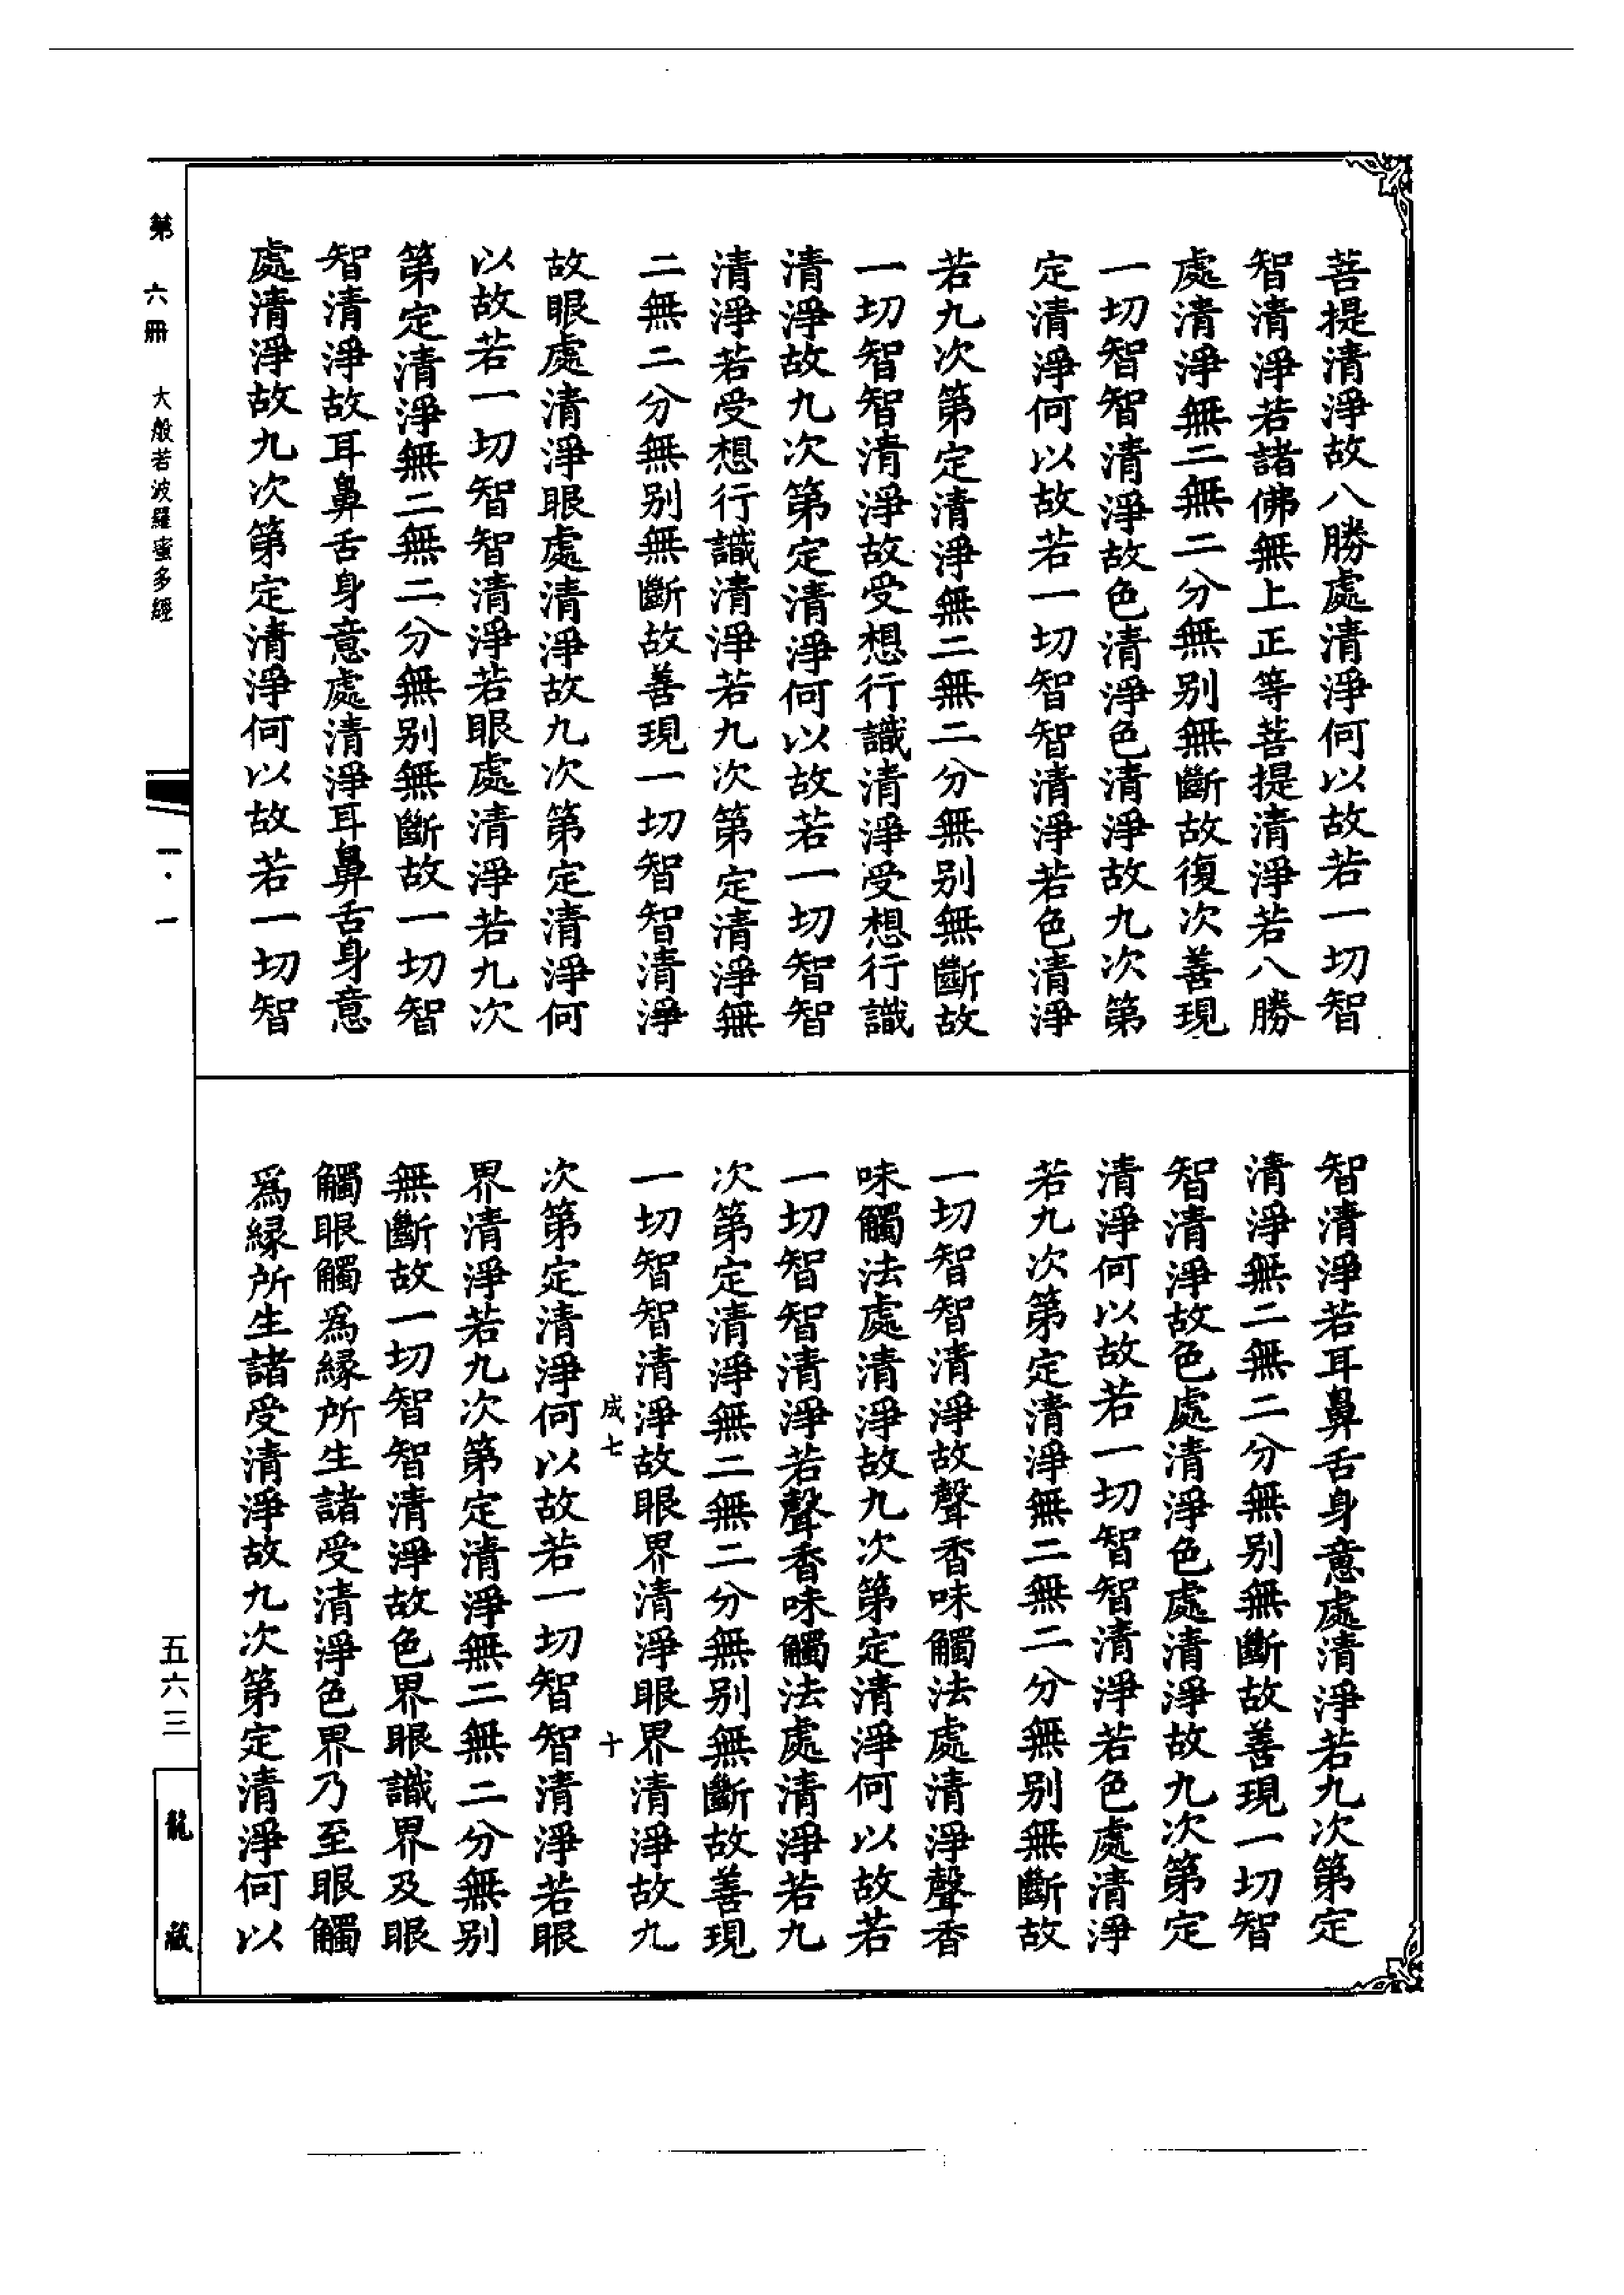 菩提清淨故八勝處清淨何以故若一切智
智清淨若諸佛無上正等菩提清淨若八勝
處清淨無二無二分無別無斷故復次善現
一切智智清淨故色清淨色清淨故九次第
定清淨何以故若一切智智清淨若色清淨
若九次第定清淨無二無二分無別無斷故
一切智智清淨故受想行識清淨受想行識
清淨故九次第定清淨何以故若一切智智
清淨若受想行識清淨若九次第定清淨無
二無二分無別無斷故善現一切智智清淨
故眼處清淨眼處清淨故九次第定清淨何
以故若一切智智清淨若眼處清淨若九次
第定清淨無二無二分無別無斷故一切智
智清淨故耳鼻舌身意處清淨耳鼻舌身意
處清淨故九次第定清淨何以故若一切智
智清淨若耳鼻舌身意處清淨若九次第定
清淨無二無二分無別無斷故善現一切智
智清淨故色處清淨色處清淨故九次第定
清淨何以故若一切智智清淨若色處清淨
若九次第定清淨無二無二分無別無斷故
一切智智清淨故聲香味觸法處清淨聲香
味觸法處清淨故九次第定清淨何以故若
一切智智清淨若聲香味觸法處清淨若九
次第定清淨無二無二分無別無斷故善現
一切智智清淨故眼界清淨眼界清淨故九
成七 十
次第定清淨何以故若一切智智清淨若眼
界清淨若九次第定清淨無二無二分無別
無斷故一切智智清淨故色界眼識界及眼
觸眼觸為緣所生諸受清淨色界乃至眼觸
為緣所生諸受清淨故九次第定清淨何以
第六冊 大般若波羅蜜多經 一·一
五六三
龍藏